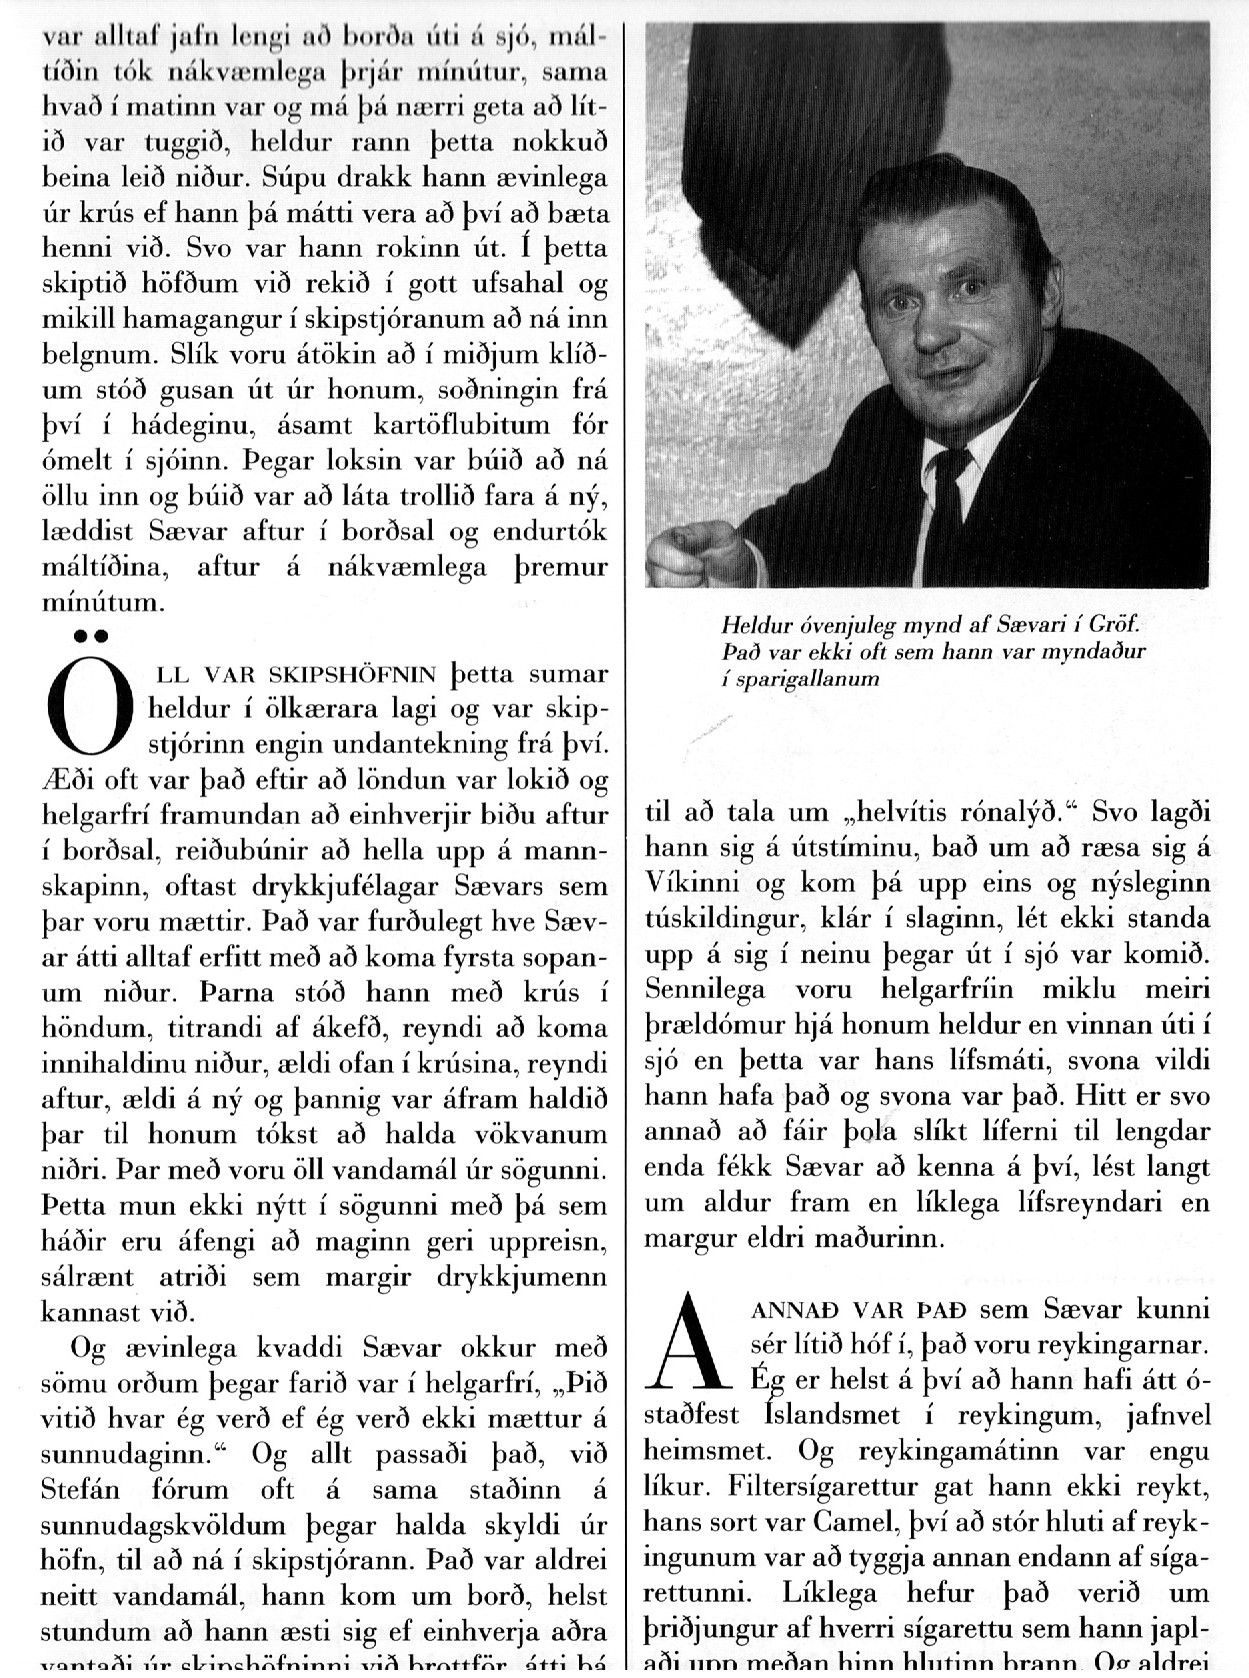 var alltaf jafn lengi að borða úti á sjó, mál-
tíðin tók nákvæmlega þrjár mínútur, sama
hvað í matinn var og má þá nærri geta að lít-
ið var tuggið, heldur rann þetta nokkuð
beina leið niður. Súpu drakk hann ævinlega
úr krús ef hann þá mátti vera að því að bæta
henni við. Svo var hann rokinn út. Í þetta
skiptið höfðum við rekið í gott ufsahal og
mikill hamagangur í skipstjóranum að ná inn
belgnum. Slík voru átökin að í miðjum klíð-
um stóð gusan út úr honum, soðningin frá
því í hádeginu, ásamt kartöflubitum fór
ómelt í sjóinn. Þegar loksin var búið að ná
öllu inn og búið var að láta trollið fara á ný,
læddist Sævar aftur í borðsal og endurtók
máltíðina, aftur á nákvæmlega þremur
mínútum.
ÖLL VAR SKIPSHÖFNIN þetta sumar
heldur í ölkærara lagi og var skip-
stjórinn engin undantekning frá því.
Æði oft var það eftir að löndun var lokið og
helgarfrí framundan að einhverjir biðu aftur
í borðsal, reiðubúnir að hella upp á mann-
skapinn, oftast drykkjufélagar Sævars sem
þar voru mættir. Það var furðulegt hve Sæv-
ar átti alltaf erfitt með að koma fyrsta sopan-
um niður. Þarna stóð hann með krús í
höndum, titrandi af ákefð, reyndi að koma
innihaldinu niður, ældi ofan í krúsina, reyndi
aftur, ældi á ný og þannig var áfram haldið
þar til honum tókst að halda vökvanum
niðri. Þar með voru öll vandamál úr sögunni.
Þetta mun ekki nýtt í sögunni með þá sem
háðir eru áfengi að maginn geri uppreisn,
sálrænt atriði sem margir drykkjumenn
kannast við.
Og ævinlega kvaddi Sævar okkur með
sömu orðum þegar farið var í helgarfrí, „Þið
vitið hvar ég verð ef ég verð ekki mættur á
sunnudaginn.“ Og allt passaði það, við
Stefán fórum oft á sama staðinn á
sunnudagskvöldum þegar halda skyldi úr
höfn, til að ná í skipstjórann. Það var aldrei
neitt vandamál, hann kom um borð, helst
stundum að hann æsti sig ef einhverja aðra
vantaði úr skipshöfninni við brottför, átti þá
Heldur óvenjuleg mynd af Sævari í Gröf.
Það var ekki oft sem hann var myndaður
í sparigallanum
til að tala um „helvítis rónalýð.“ Svo lagði
hann sig á útstíminu, bað um að ræsa sig á
Víkinni og kom þá upp eins og nýsleginn
túskildingur, klár í slaginn, lét ekki standa
upp á sig í neinu þegar út í sjó var komið.
Sennilega voru helgarfríin miklu meiri
þrældómur hjá honum heldur en vinnan úti í
sjó en þetta var hans lífsmáti, svona vildi
hann hafa það og svona var það. Hitt er svo
annað að fáir þola slíkt líferni til lengdar
enda fékk Sævar að kenna á því, lést langt
um aldur fram en líklega lífsreyndari en
margur eldri maðurinn.
A ANNAÐ VAR ÞAÐ sem Sævar kunni
sér lítið hóf í, það voru reykingarnar.
Ég er helst á því að hann hafi átt ó-
staðfest Íslandsmet í reykingum, jafnvel
heimsmet. Og reykingamátinn var engu
líkur. Filtersígarettur gat hann ekki reykt,
hans sort var Camel, því að stór hluti af reyk-
ingunum var að tyggja annan endann af síga-
rettunni. Líklega hefur það verið um
þriðjungur af hverri sígarettu sem hann japl-
aði upp meðan hinn hlutinn brann. Og aldrei